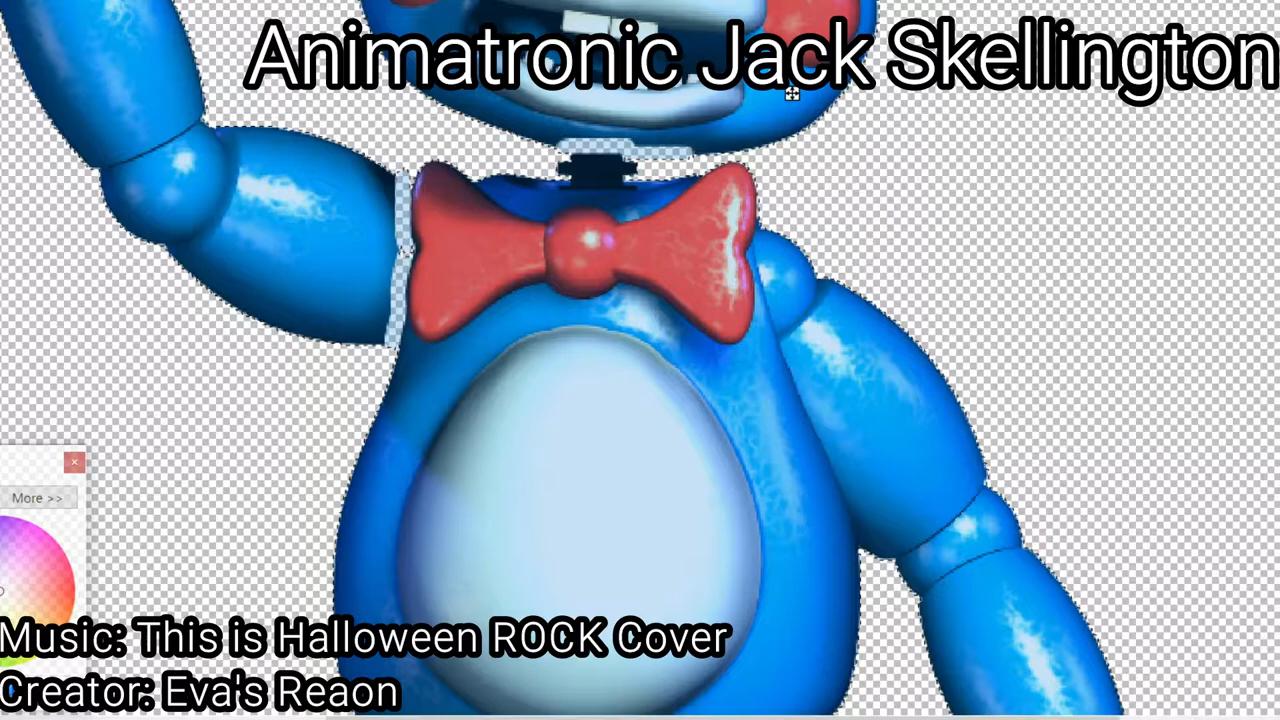 Animatronic Jack Skellington
More >>
Music: This is Halloween ROCK Cover
Creator: Eva's Reaon